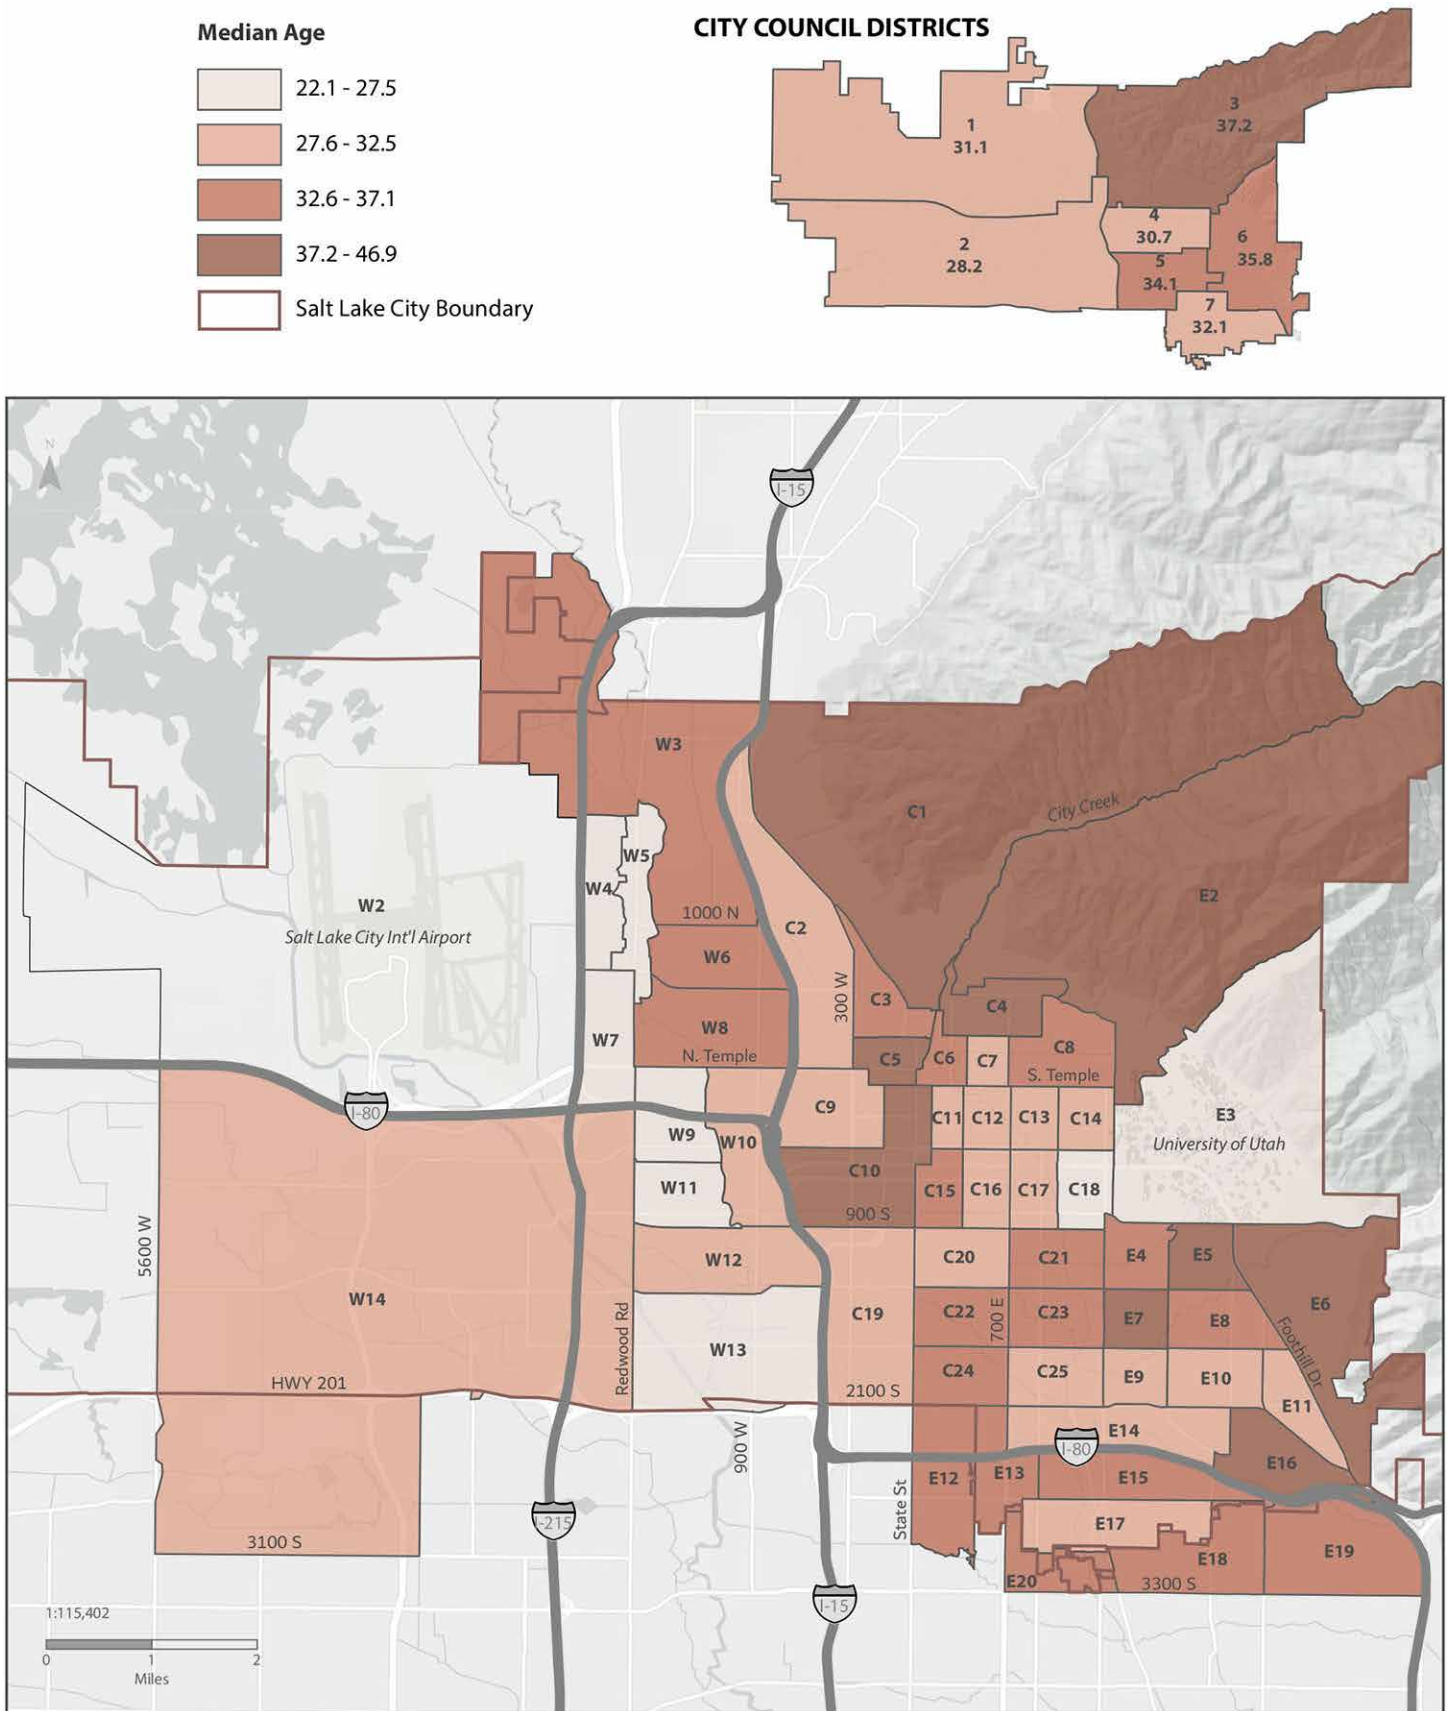 Median Age
22.1 - 27.5
27.6 - 32.5
32.6 - 37.1
37.2 - 46.9
Salt Lake City Boundary
CITY COUNCIL DISTRICTS
1
31.1
2
28.2
3
37.2
4
30.7
5
34.1
6
35.8
7
32.1
N
I-15
W3
C1
City Creek
W5
W4
W2
Salt Lake City Int'l Airport
1000 N
C2
E2
W6
300 W
C3
C4
W7
W8
N. Temple
C5
C6
C7
C8
S. Temple
I-80
C9
C11
C12
C13
C14
E3
University of Utah
W9
W10
W11
C10
900 S
C15
C16
C17
C18
5600 W
W12
C20
C21
E4
E5
W14
C19
C22
700 E
C23
E7
E8
E6
Foothill Dr
Redwood Rd
W13
HWY 201
2100 S
C24
C25
E9
E10
E11
900 W
E14
I-80
State St
E12
E13
E15
E16
I-215
E17
3100 S
E18
E19
E20
3300 S
I-15
1:115,402
0
1
2
Miles